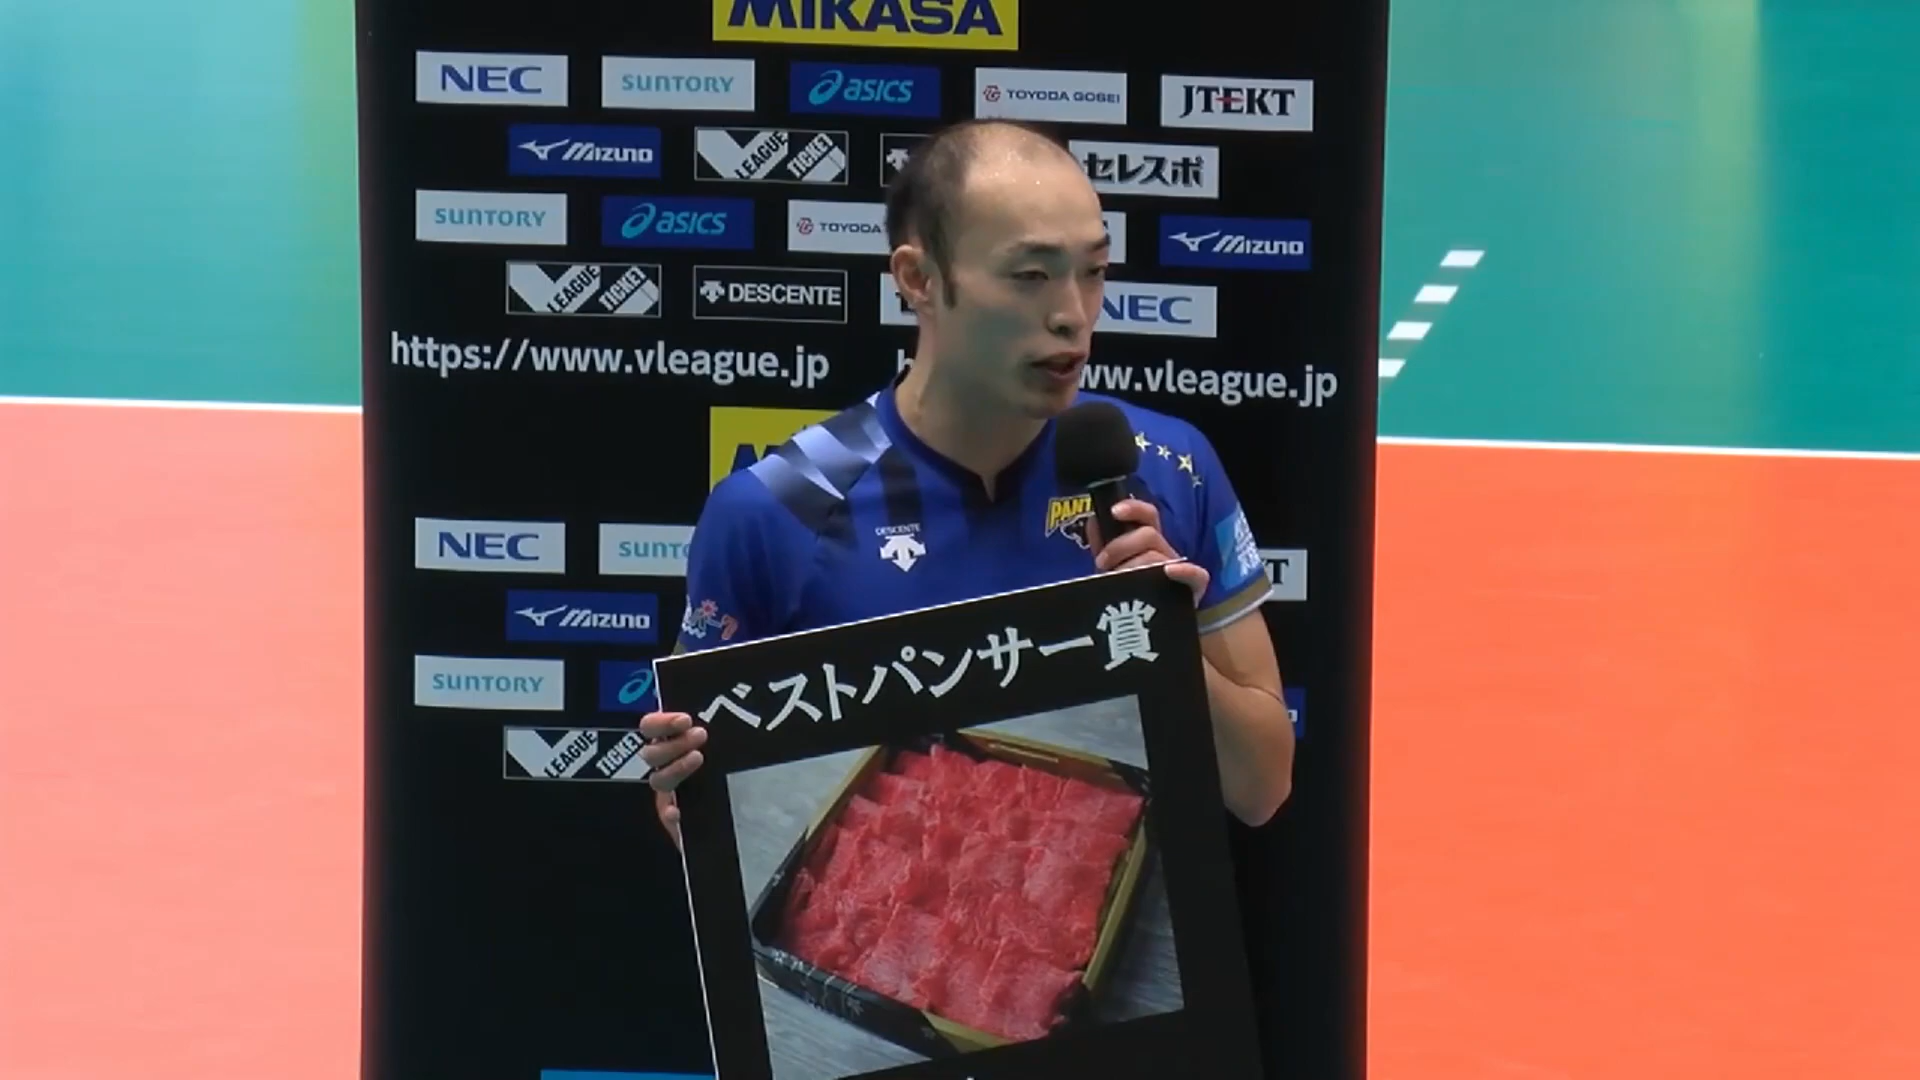 MIKASA
NEC SUNTORY asics TOYODA GOSEI JTEKT
MIZUNO LEAGUE TICKET セレスポ
SUNTORY asics TOYODA MIZUNO
LEAGUE TICKET DESCENTE NEC
https://www.vleague.jp ww.vleague.jp
DESCENTE
PANT
NEC SUNTO
MIZUNO
SUNTORY
LEAGUE TICKET
ベストパンサー賞